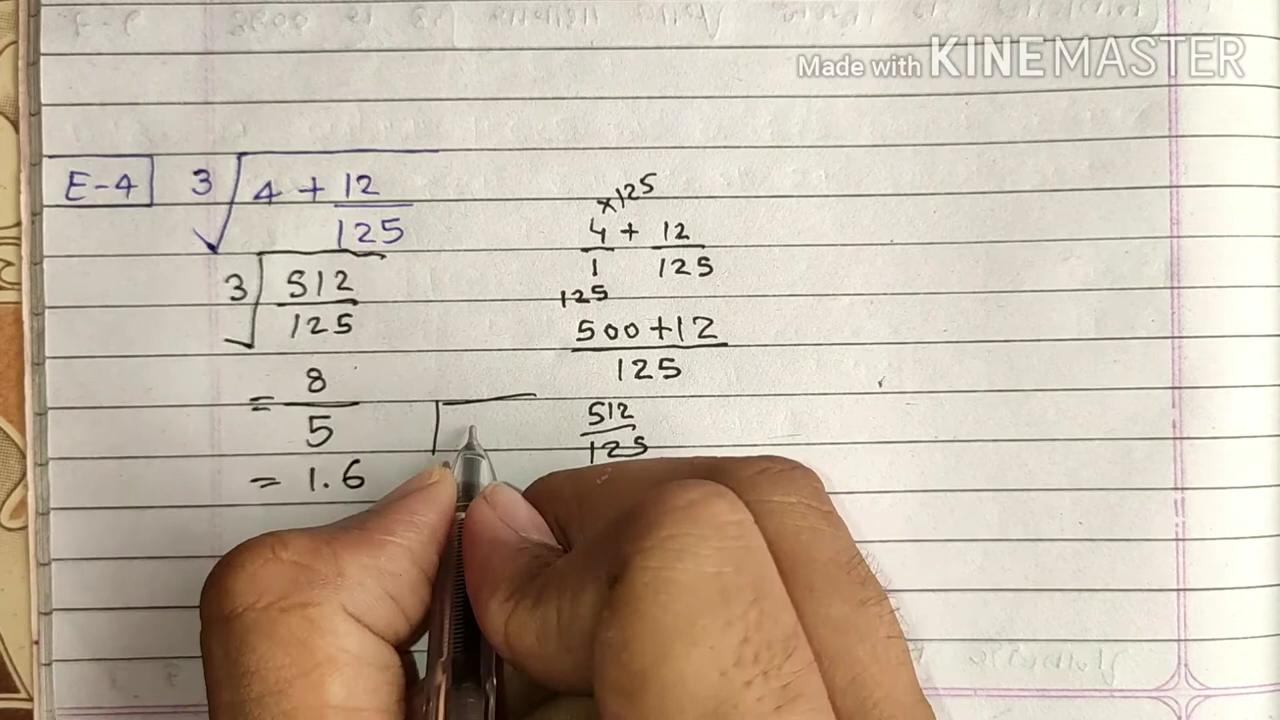 Made with KINEMASTER
E-4 3√4 + 12/125
3√512/125
= 8/5
= 1.6
×125
4/1 + 12/125
125
500+12/125
512/125